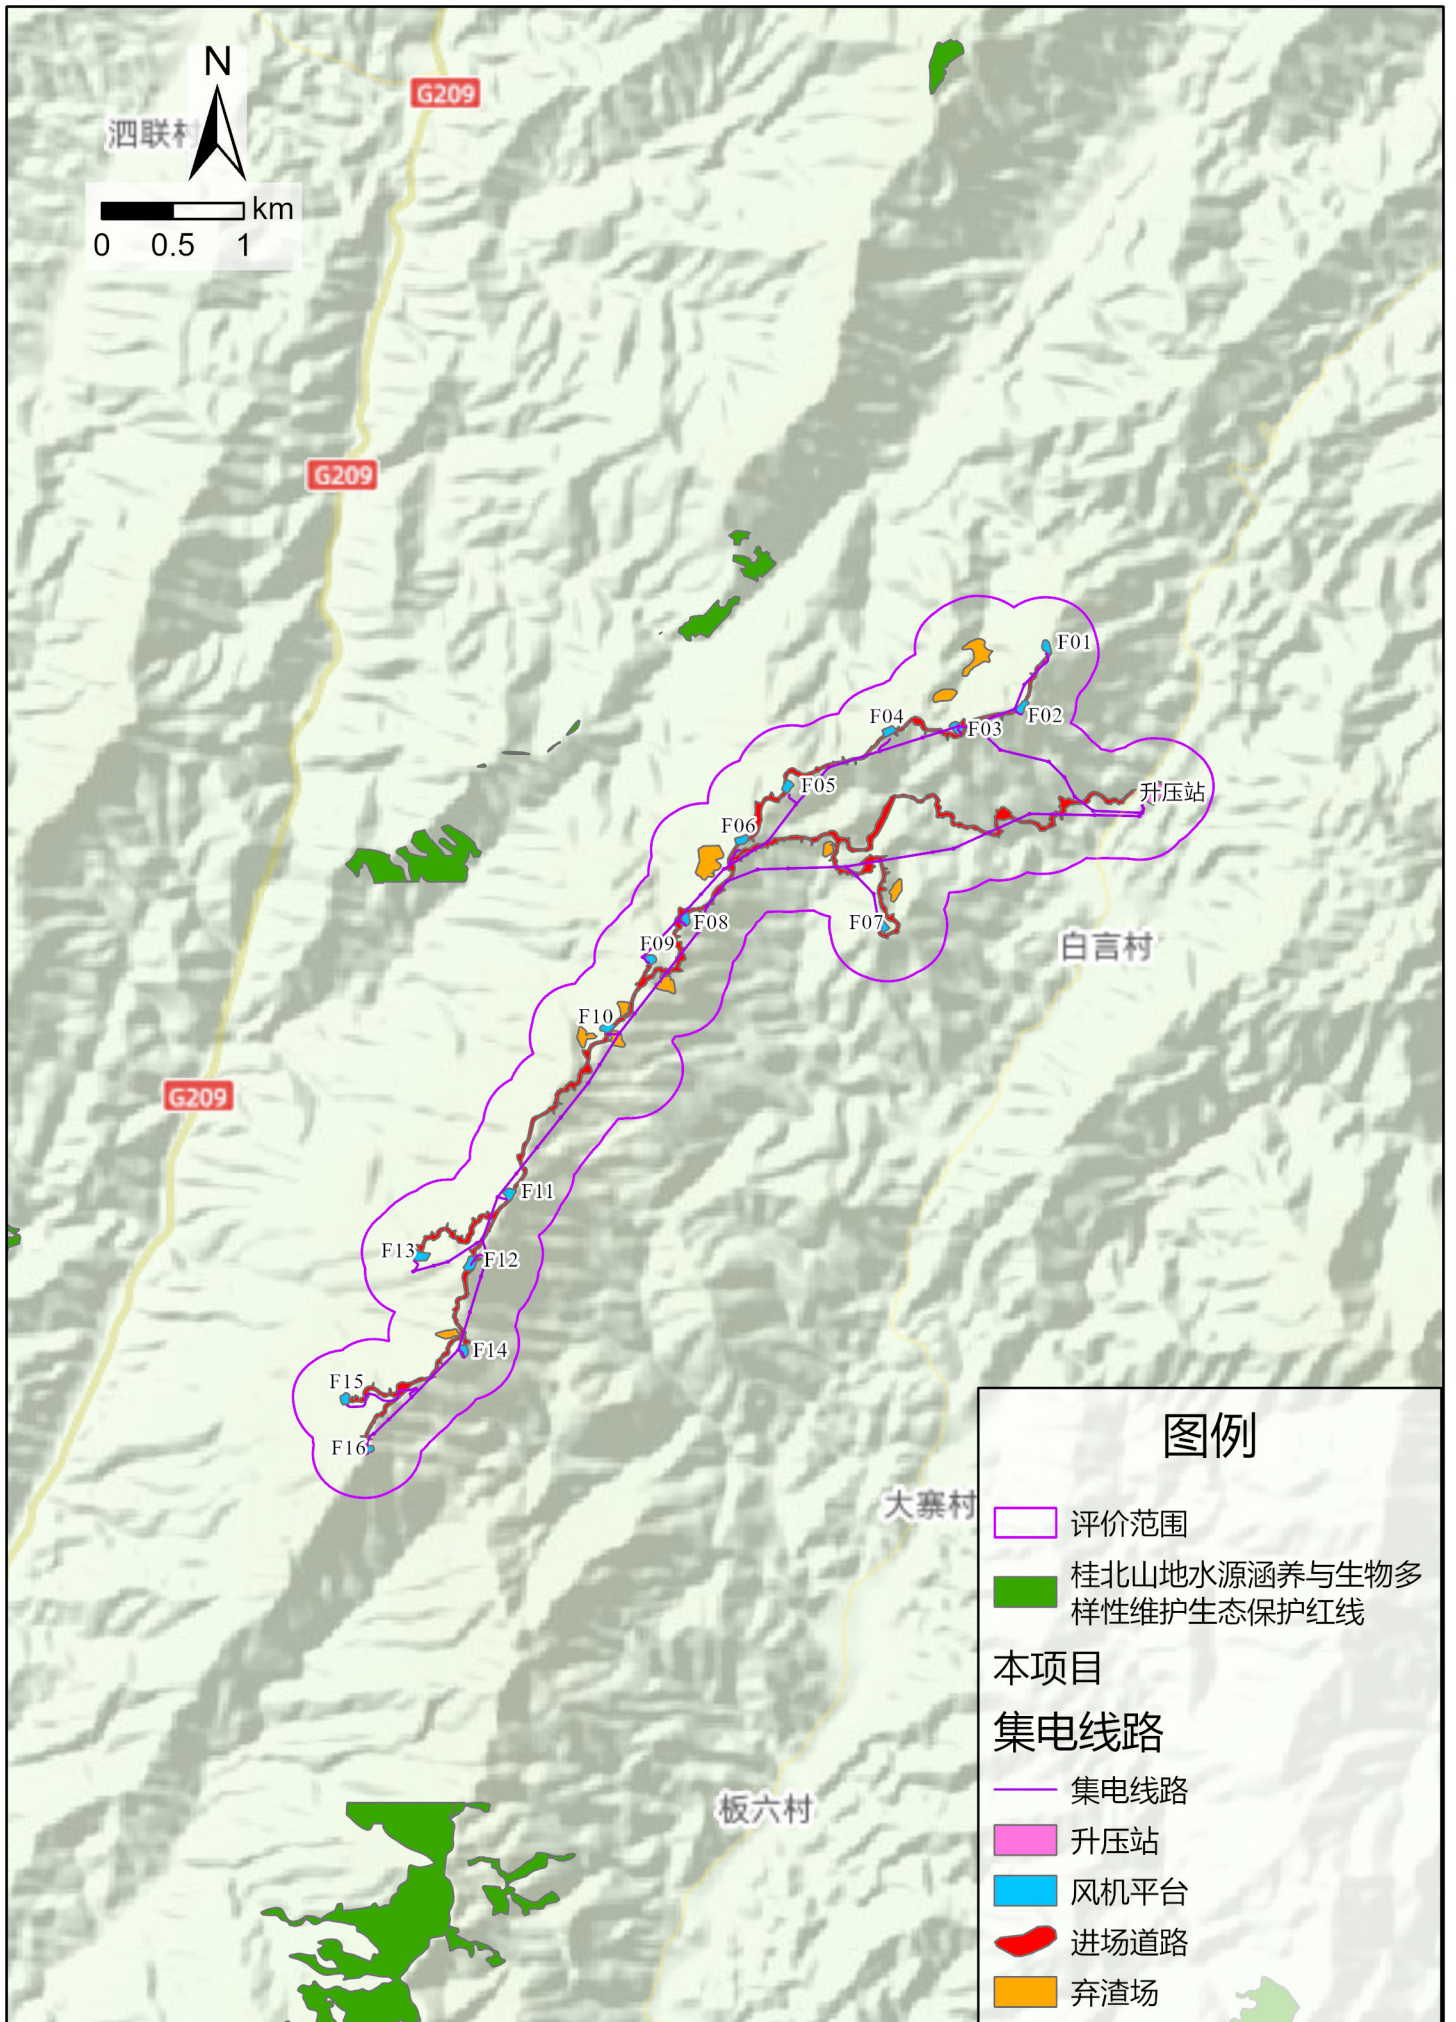 N
G209
泗联村
km
0 0.5 1
G209
F01
F02
F04
F03
F05
升压站
F06
F08
F07
F09
白言村
F10
G209
F11
F13
F12
F14
F15
F16
大寨村
板六村
图例
评价范围
桂北山地水源涵养与生物多
样性维护生态保护红线
本项目
集电线路
集电线路
升压站
风机平台
进场道路
弃渣场